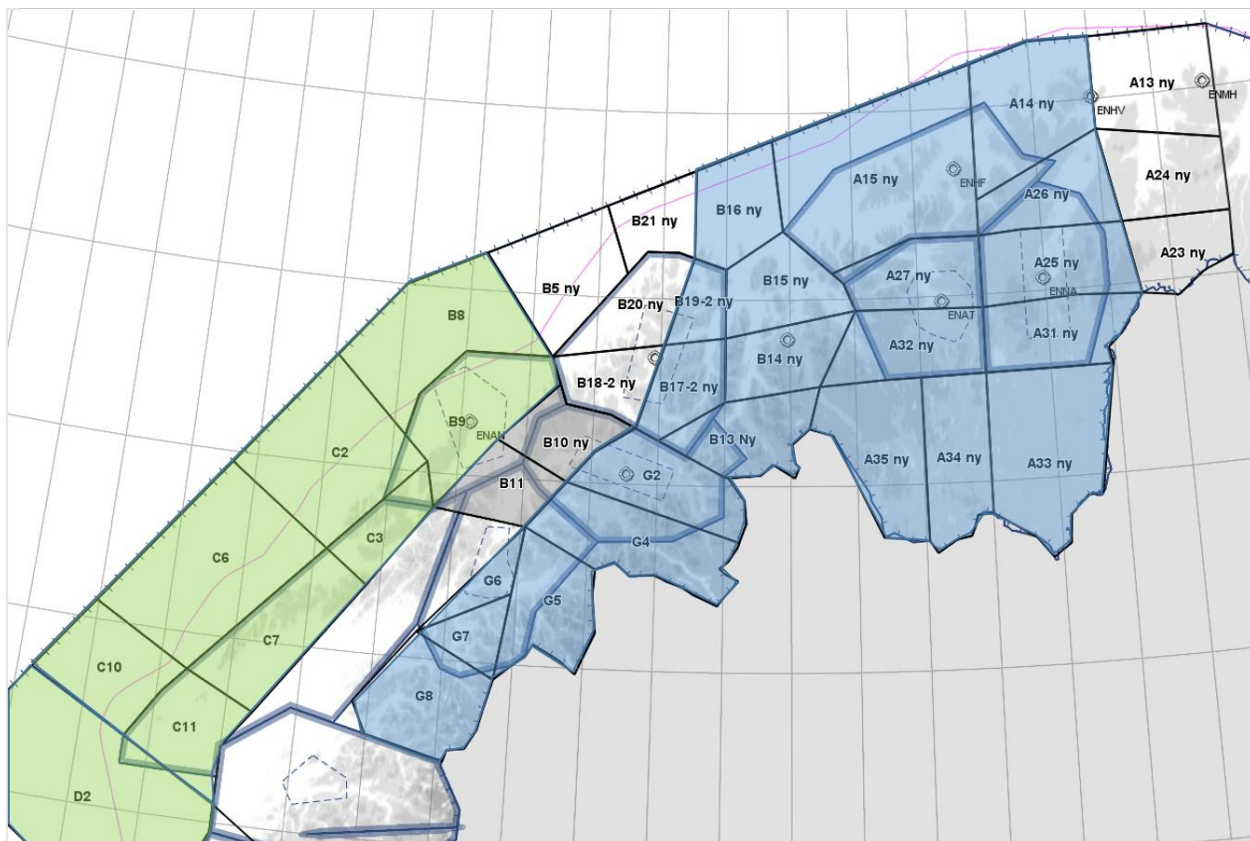 A13 ny
ENMH
ENHV
A14 ny
A15 ny
ENHF
A24 ny
A26 ny
B16 ny
B21 ny
A23 ny
A25 ny
A27 ny
B15 ny
B5 ny
B20 ny
B19-2 ny
ENNA
ENAT
B8
A31 ny
A32 ny
B14 ny
B18-2 ny
B17-2 ny
B9
ENAN
B10 ny
B13 Ny
C2
A35 ny
A34 ny
A33 ny
G2
B11
C3
G4
C6
G6
G5
C7
G7
C10
G8
C11
D2